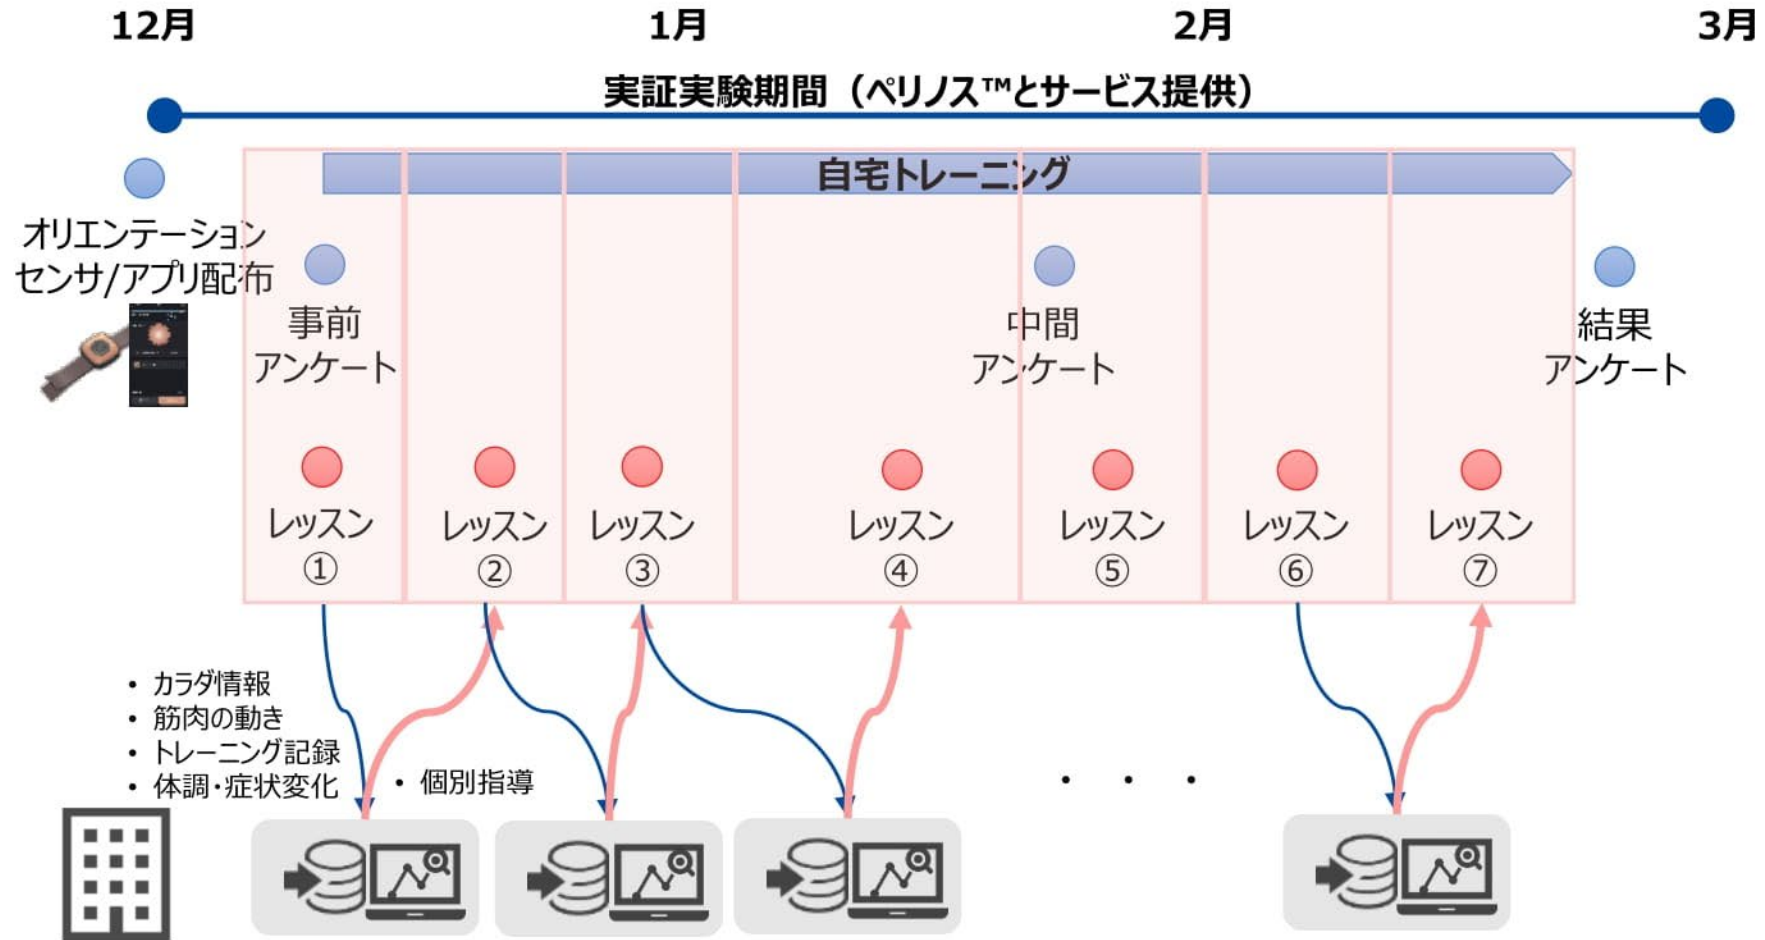 12月
1月
2月
3月
実証実験期間（ペリノス™とサービス提供）
自宅トレーニング
オリエンテーション
センサ/アプリ配布
事前
アンケート
中間
アンケート
結果
アンケート
レッスン
①
レッスン
②
レッスン
③
レッスン
④
レッスン
⑤
レッスン
⑥
レッスン
⑦
• カラダ情報
• 筋肉の動き
• トレーニング記録
• 体調・症状変化
• 個別指導
・ ・ ・